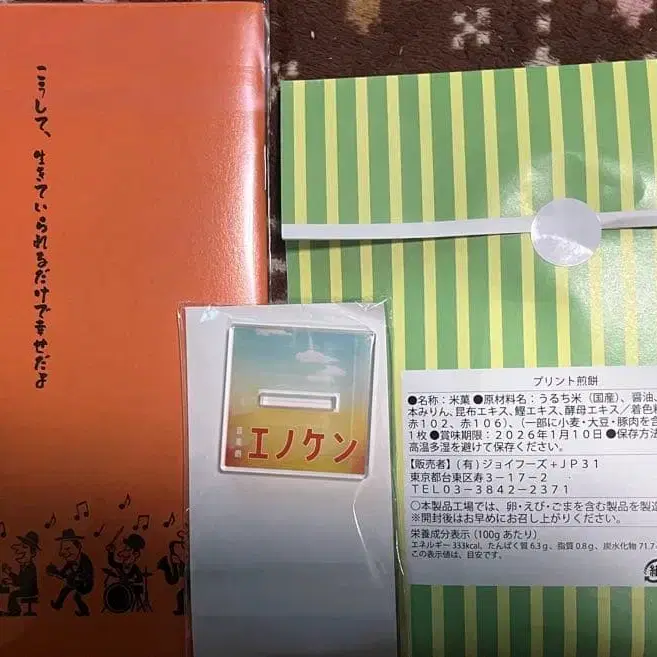 こうして、生きていられるだけで幸せだよ
音楽劇
エノケン
プリント煎餅
●名称：米菓 ●原材料名：うるち米（国産）、醤油、
本みりん、昆布エキス、鰹エキス、酵母エキス／着色料
赤102、赤106）、（一部に小麦・大豆・豚肉を含
1枚 ●賞味期限：2026年1月10日 ●保存方法
高温多湿を避けて保存ください。
【販売者】（有）ジョイフーズ＋JP31
東京都台東区寿3－17－2
TEL03－3842－2371
○本製品工場では、卵・えび・ごまを含む製品を製造
※開封後はお早めにお召し上がりください。
栄養成分表示（100gあたり）
エネルギー 333kcal、たんぱく質 6.3g、脂質 0.8g、炭水化物 71.7
この表示値は、目安です。